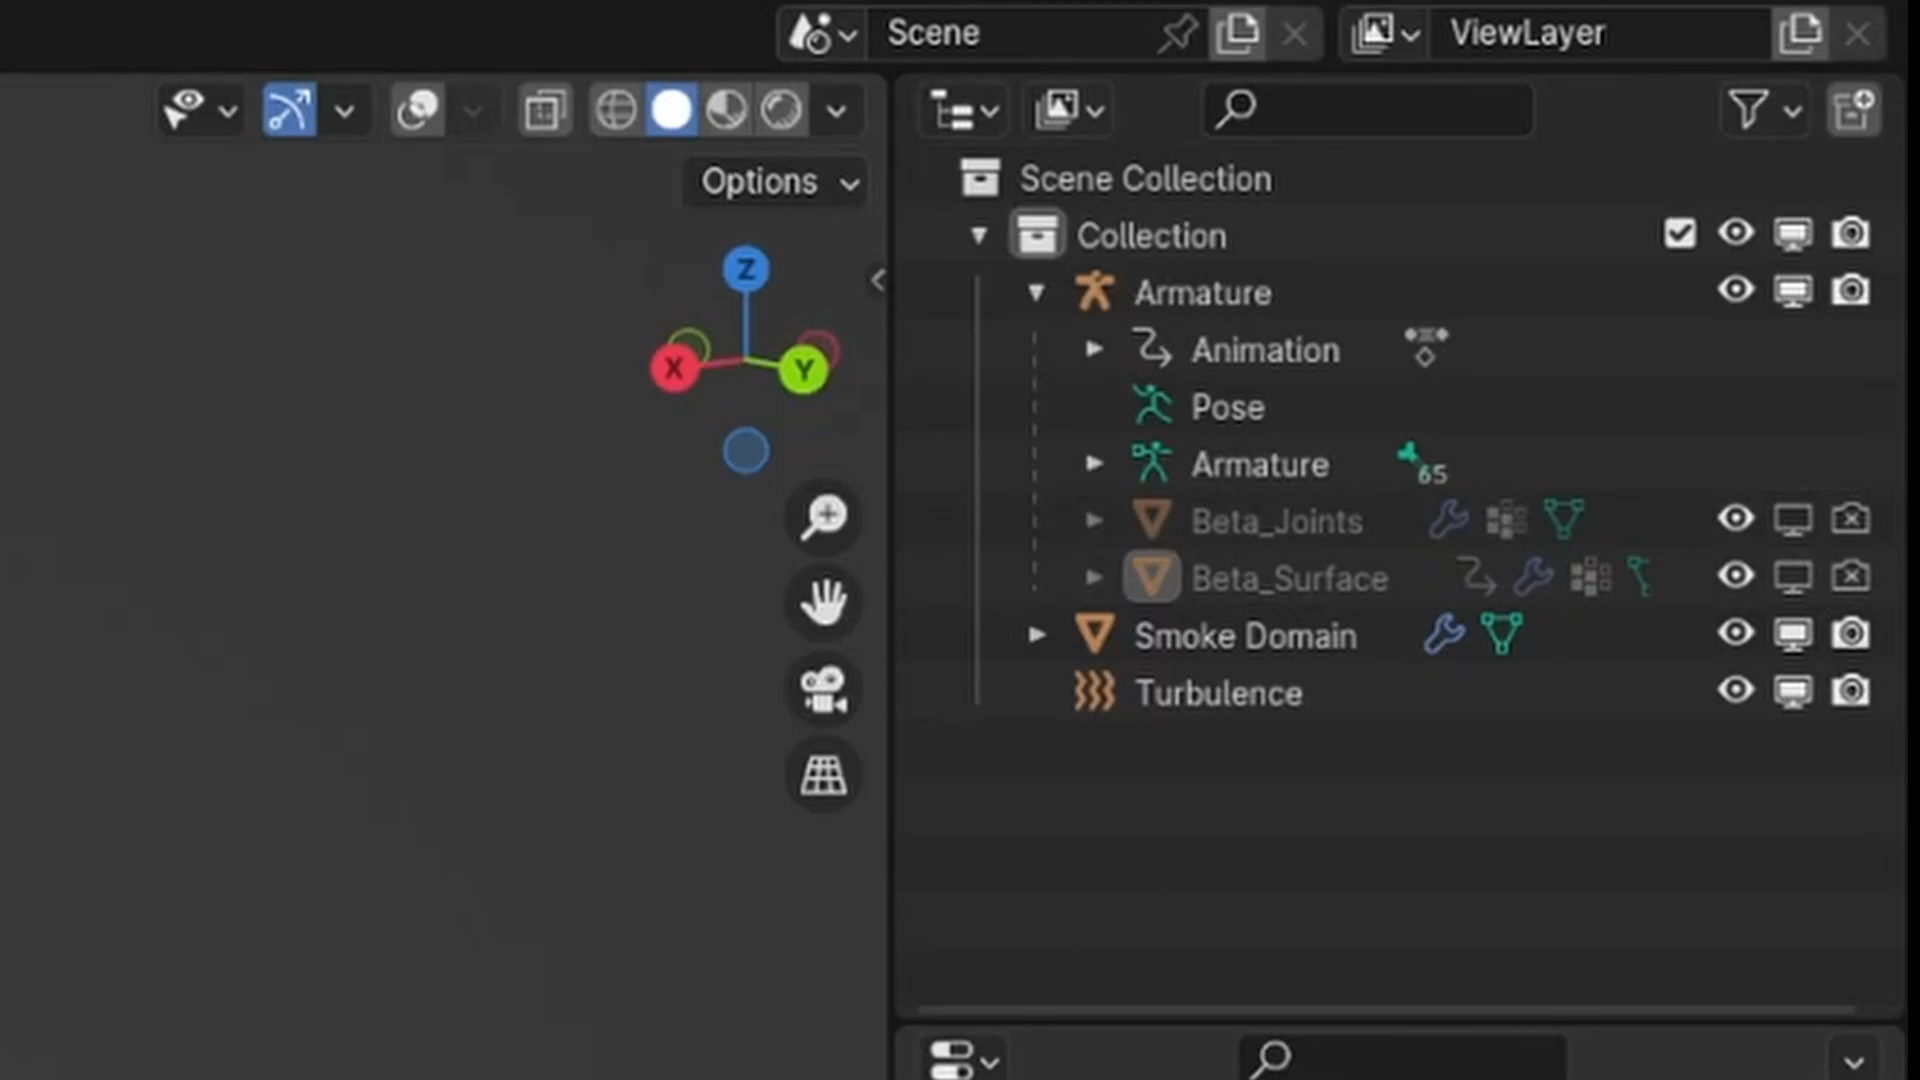 Scene
ViewLayer
Options
Scene Collection
Collection
Z
Armature
X
Y
Animation
Pose
Armature
65
Beta_Joints
Beta_Surface
Smoke Domain
Turbulence